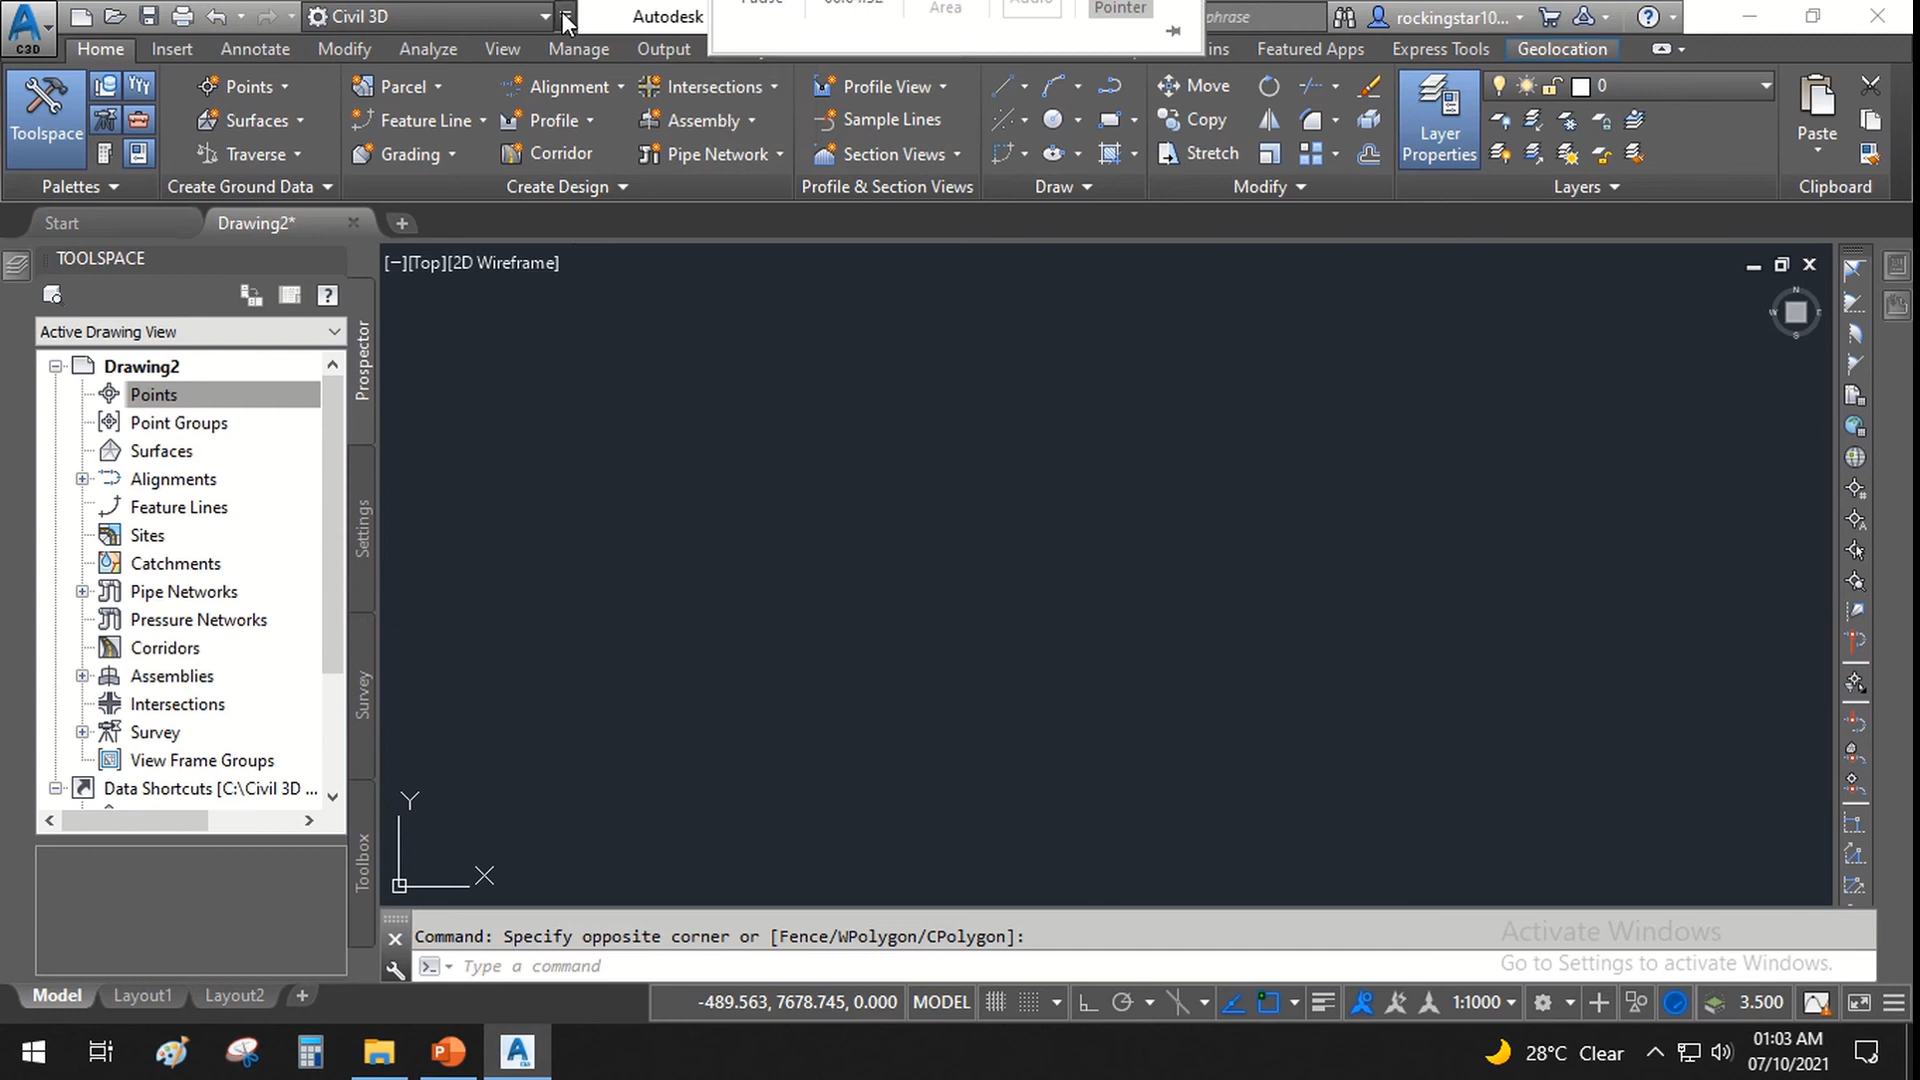 C3D
Civil 3D
Autodesk
Area
Pointer
phrase
rockingstar10...
Home Insert Annotate Modify Analyze View Manage Output ins Featured Apps Express Tools Geolocation
Toolspace
Palettes
Points
Surfaces
Traverse
Create Ground Data
Parcel
Feature Line
Grading
Alignment
Profile
Corridor
Intersections
Assembly
Pipe Network
Create Design
Profile View
Sample Lines
Section Views
Profile & Section Views
Draw
Move
Copy
Stretch
Modify
Layer
Properties
0
Layers
Paste
Clipboard
Start
Drawing2*
TOOLSPACE
Active Drawing View
Drawing2
Points
Point Groups
Surfaces
Alignments
Feature Lines
Sites
Catchments
Pipe Networks
Pressure Networks
Corridors
Assemblies
Intersections
Survey
View Frame Groups
Data Shortcuts [C:\Civil 3D ...
Prospector
Settings
Survey
Toolbox
[−][Top][2D Wireframe]
N
W
S
Y
X
Command: Specify opposite corner or [Fence/WPolygon/CPolygon]:
Type a command
Activate Windows
Go to Settings to activate Windows.
Model Layout1 Layout2
-489.563, 7678.745, 0.000 MODEL 1:1000 3.500
28°C Clear
01:03 AM
07/10/2021